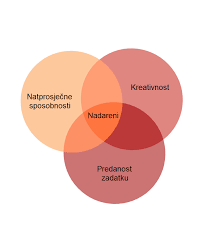 Natprosječne
sposobnosti
Kreativnost
Nadareni
Predanost
zadatku